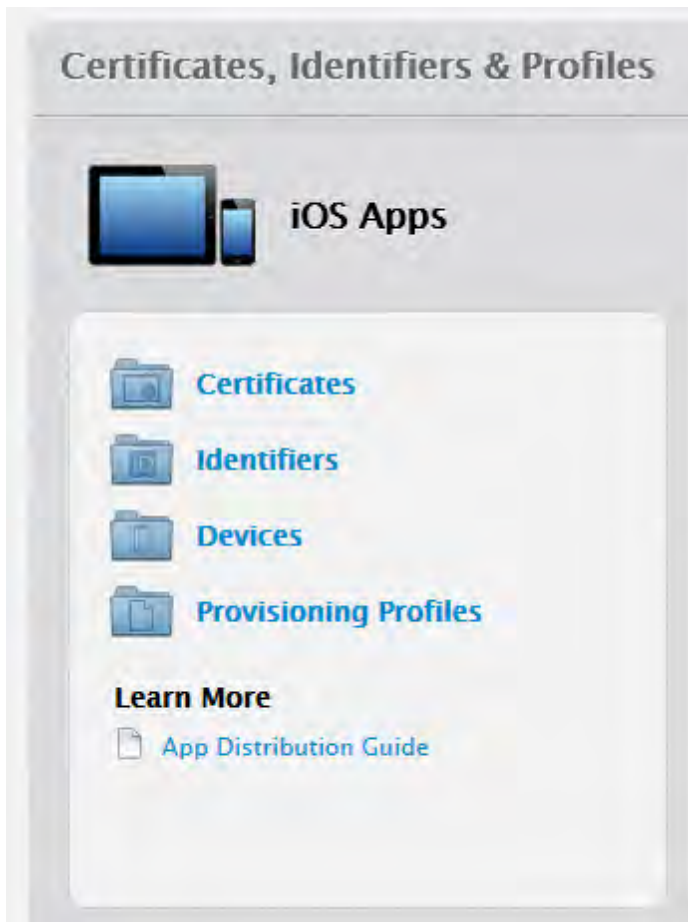 Certificates, Identifiers & Profiles
iOS Apps
Certificates
Identifiers
Devices
Provisioning Profiles
Learn More
App Distribution Guide